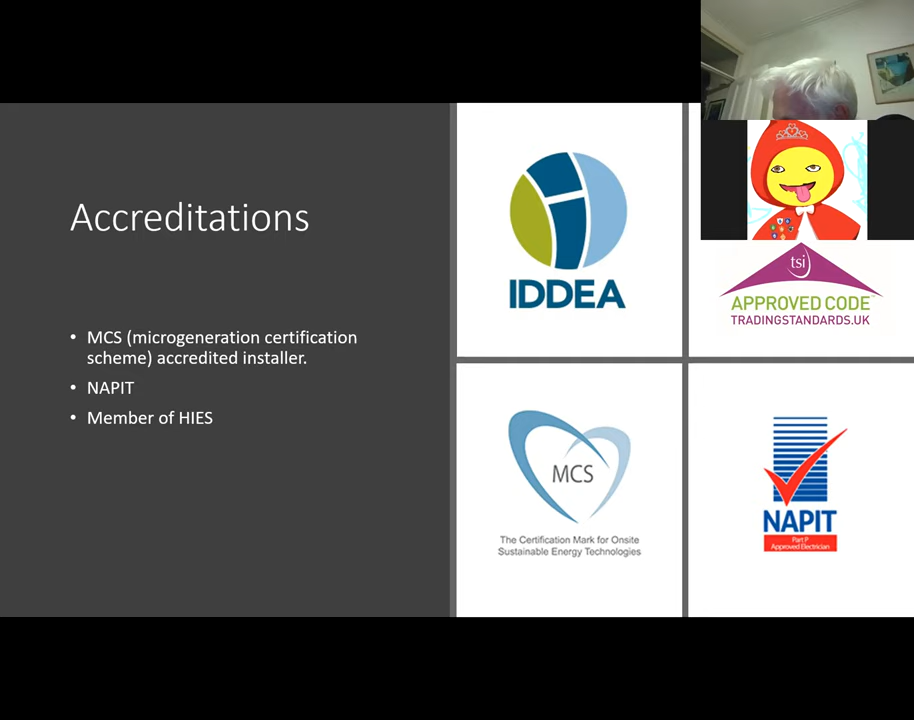 Accreditations
• MCS (microgeneration certification
scheme) accredited installer.
• NAPIT
• Member of HIES
IDDEA
tsi
APPROVED CODE
TRADINGSTANDARDS.UK
MCS
The Certification Mark for Onsite
Sustainable Energy Technologies
NAPIT
Part P
Approved Electrician